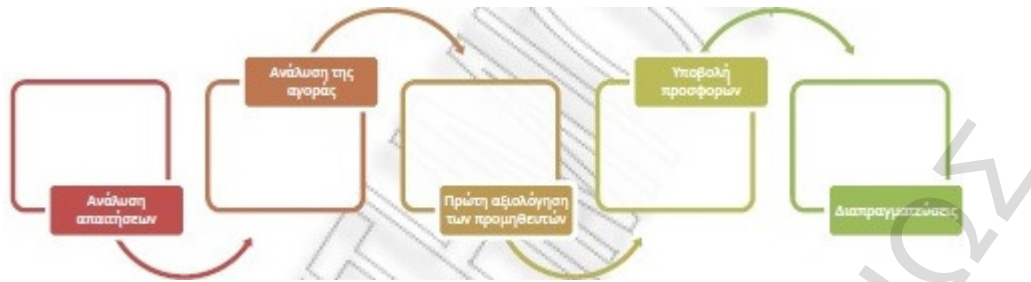 Ανάλυση
απαιτήσεων
Ανάλυση της
αγοράς
Πρώτη αξιολόγηση
των προμηθευτών
Υποβολή
προσφορών
Διαπραγματεύσεις